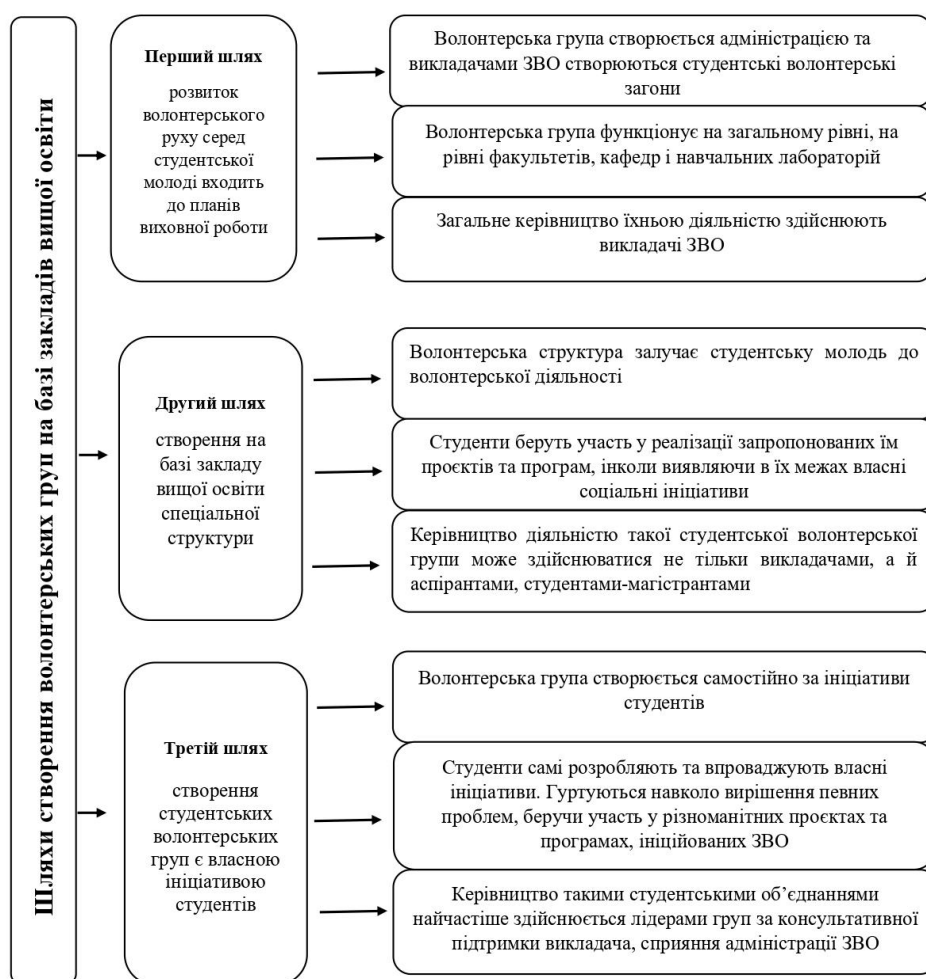 Шляхи створення волонтерських груп на базі закладів вищої освіти
Перший шлях
розвиток
волонтерського
руху серед
студентської
молоді входить
до планів
виховної роботи
Волонтерська група створюється адміністрацією та
викладачами ЗВО створюються студентські волонтерські
загони
Волонтерська група функціонує на загальному рівні, на
рівні факультетів, кафедр і навчальних лабораторій
Загальне керівництво їхньою діяльністю здійснюють
викладачі ЗВО
Другий шлях
створення на
базі закладу
вищої освіти
спеціальної
структури
Волонтерська структура залучає студентську молодь до
волонтерської діяльності
Студенти беруть участь у реалізації запропонованих їм
проєктів та програм, інколи виявляючи в їх межах власні
соціальні ініціативи
Керівництво діяльністю такої студентської волонтерської
групи може здійснюватися не тільки викладачами, а й
аспірантами, студентами-магістрантами
Третій шлях
створення
студентських
волонтерських
груп є власною
ініціативою
студентів
Волонтерська група створюється самостійно за ініціативи
студентів
Студенти самі розробляють та впроваджують власні
ініціативи. Гуртуються навколо вирішення певних
проблем, беручи участь у різноманітних проєктах та
програмах, ініційованих ЗВО
Керівництво такими студентськими об’єднаннями
найчастіше здійснюється лідерами груп за консультативної
підтримки викладача, сприяння адміністрації ЗВО